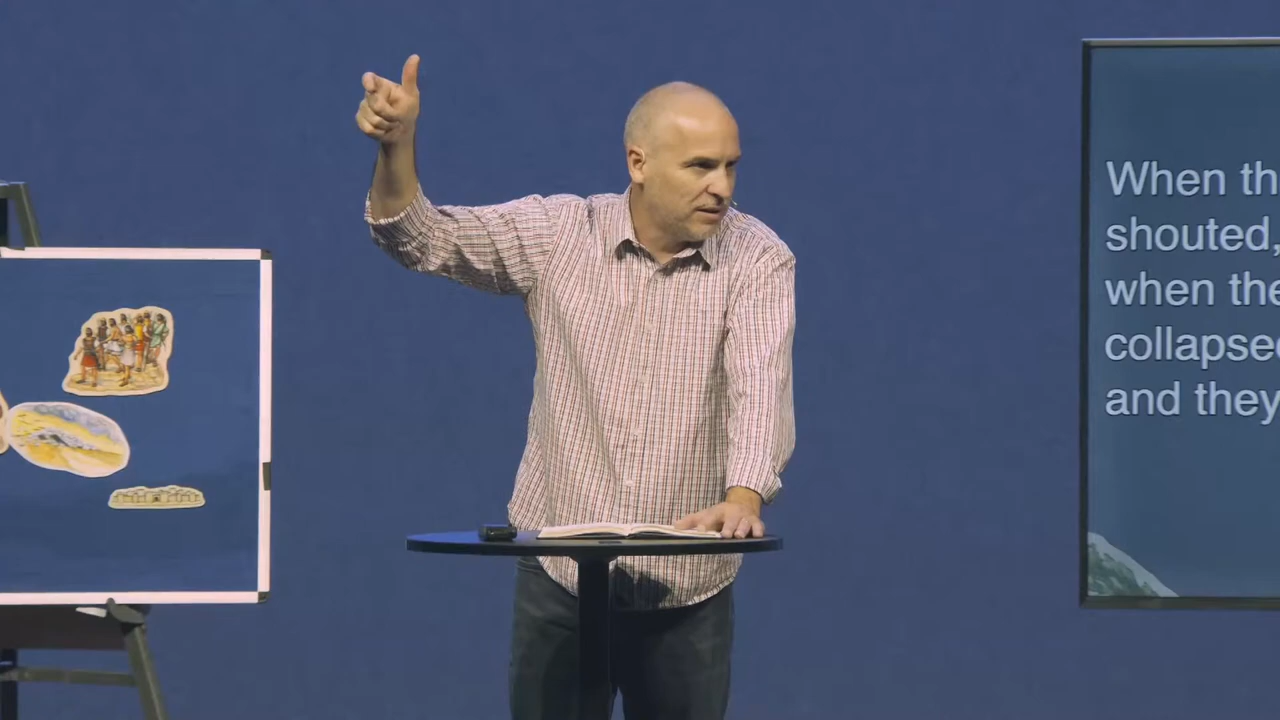 When th
shouted,
when the
collapse
and they